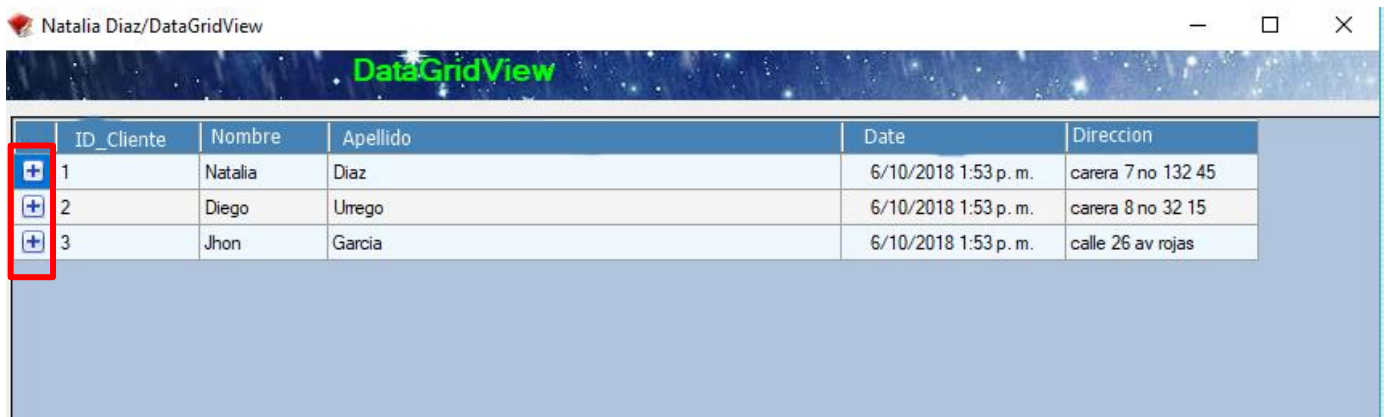 Natalia Diaz/DataGridView
DataGridView
ID_Cliente Nombre Apellido Date Direccion
1 Natalia Diaz 6/10/2018 1:53 p. m. carera 7 no 132 45
2 Diego Urrego 6/10/2018 1:53 p. m. carera 8 no 32 15
3 Jhon Garcia 6/10/2018 1:53 p. m. calle 26 av rojas